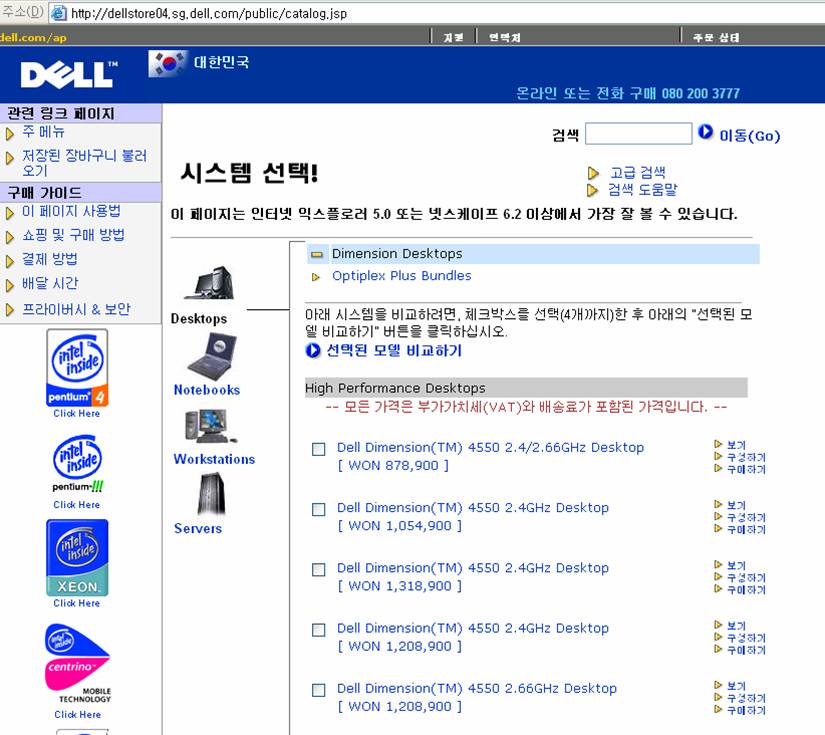 주소(D) http://dellstore04.sg.dell.com/public/catalog.jsp
dell.com/ap
연락처
주문 상태
DELL™ 대한민국
온라인 또는 전화 구매 080 200 3777
관련 링크 페이지
주 메뉴
저장된 장바구니 불러
오기
구매 가이드
이 페이지 사용법
쇼핑 및 구매 방법
결제 방법
배달 시간
프라이버시 & 보안
intel inside
pentium 4
Click Here
intel inside
pentium III
Click Here
intel inside
XEON
Click Here
intel inside
centrino™
MOBILE
TECHNOLOGY
Click Here
검색 이동(Go)
시스템 선택!
고급 검색
검색 도움말
이 페이지는 인터넷 익스플로러 5.0 또는 넷스케이프 6.2 이상에서 가장 잘 볼 수 있습니다.
Desktops
Notebooks
Workstations
Servers
Dimension Desktops
Optiplex Plus Bundles
아래 시스템을 비교하려면, 체크박스를 선택(4개까지)한 후 아래의 "선택된 모
델 비교하기" 버튼을 클릭하십시오.
선택된 모델 비교하기
High Performance Desktops
-- 모든 가격은 부가가치세(VAT)와 배송료가 포함된 가격입니다. --
Dell Dimension(TM) 4550 2.4/2.66GHz Desktop
[ WON 878,900 ]
보기
구성하기
구매하기
Dell Dimension(TM) 4550 2.4GHz Desktop
[ WON 1,054,900 ]
보기
구성하기
구매하기
Dell Dimension(TM) 4550 2.4GHz Desktop
[ WON 1,318,900 ]
보기
구성하기
구매하기
Dell Dimension(TM) 4550 2.4GHz Desktop
[ WON 1,208,900 ]
보기
구성하기
구매하기
Dell Dimension(TM) 4550 2.66GHz Desktop
[ WON 1,208,900 ]
보기
구성하기
구매하기